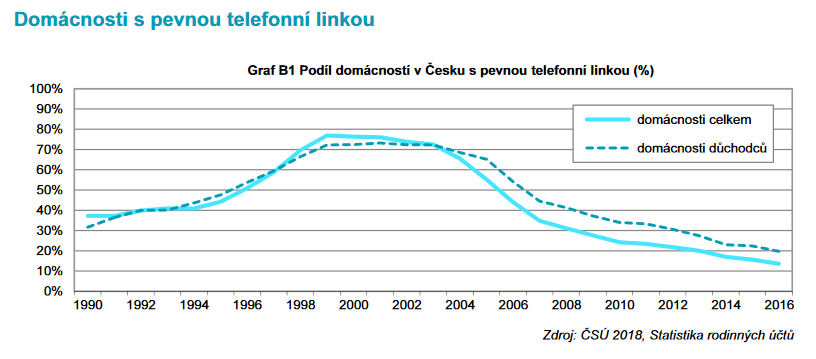 Domácnosti s pevnou telefonní linkou
Graf B1 Podíl domácností v Česku s pevnou telefonní linkou (%)
100%
90%
80%
70%
60%
50%
40%
30%
20%
10%
0%
domácnosti celkem
domácnosti důchodců
1990 1992 1994 1996 1998 2000 2002 2004 2006 2008 2010 2012 2014 2016
Zdroj: ČSÚ 2018, Statistika rodinných účtů